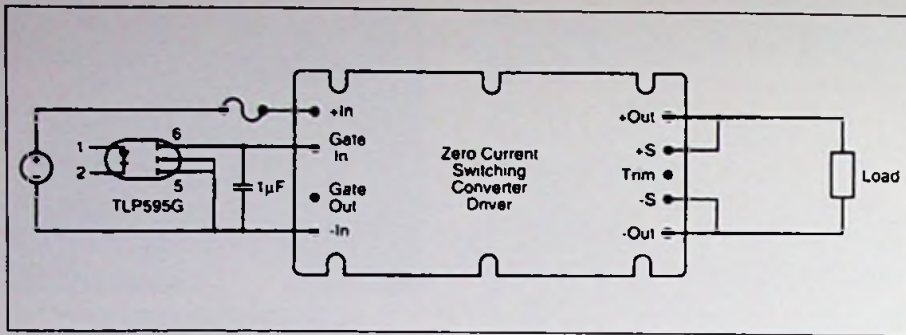 +In
+Out
6
1
Gate
In
+S
Zero Current
Switching
Converter
Driver
+
−
Trim
Load
2
1µF
Gate
Out
5
-S
TLP595G
-In
-Out